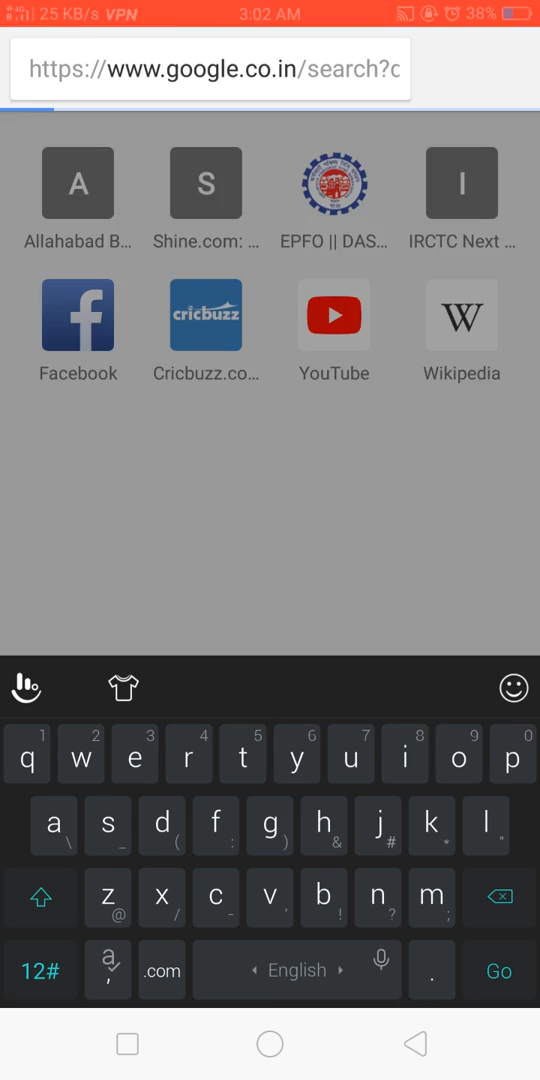 4G 25 KB/s VPN 3:02 AM 38%
https://www.google.co.in/search?c
A S I
Allahabad B... Shine.com: ... EPFO || DAS... IRCTC Next ...
f cricbuzz W
Facebook Cricbuzz.co... YouTube Wikipedia
1 2 3 4 5 6 7 8 9 0
q w e r t y u i o p
a s d f g h j k l
\ _ ( : ) & # * "
z x c v b n m
@ / - ' ! ? ;
12# a , .com English . Go